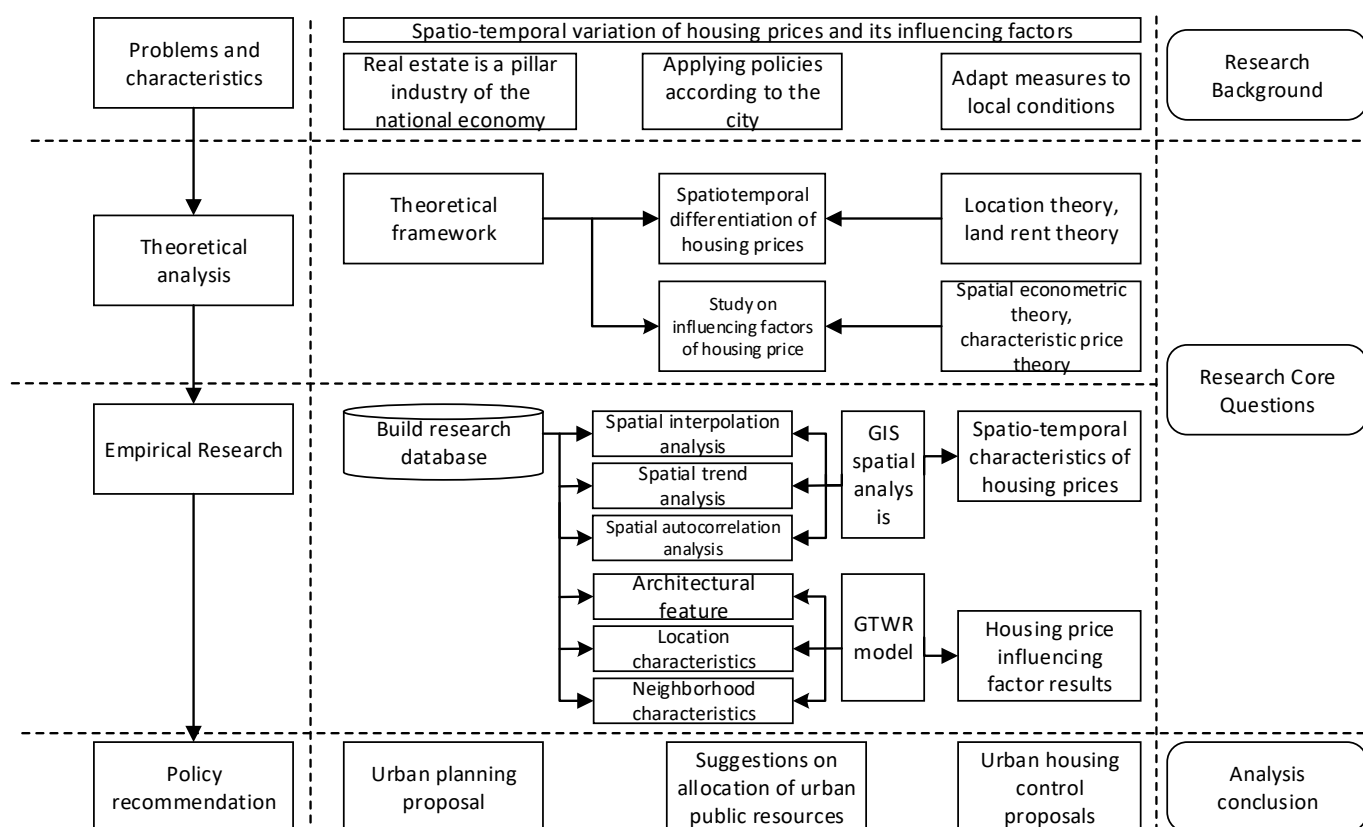 Problems and
characteristics
Spatio-temporal variation of housing prices and its influencing factors
Real estate is a pillar
industry of the
national economy
Applying policies
according to the
city
Adapt measures to
local conditions
Research
Background
Theoretical
analysis
Theoretical
framework
Spatiotemporal
differentiation of
housing prices
Location theory,
land rent theory
Study on
influencing factors
of housing price
Spatial econometric
theory,
characteristic price
theory
Research Core
Questions
Empirical Research
Build research
database
Spatial interpolation
analysis
Spatial trend
analysis
Spatial autocorrelation
analysis
GIS
spatial
analys
is
Spatio-temporal
characteristics of
housing prices
Architectural
feature
Location
characteristics
Neighborhood
characteristics
GTWR
model
Housing price
influencing
factor results
Policy
recommendation
Urban planning
proposal
Suggestions on
allocation of urban
public resources
Urban housing
control
proposals
Analysis
conclusion